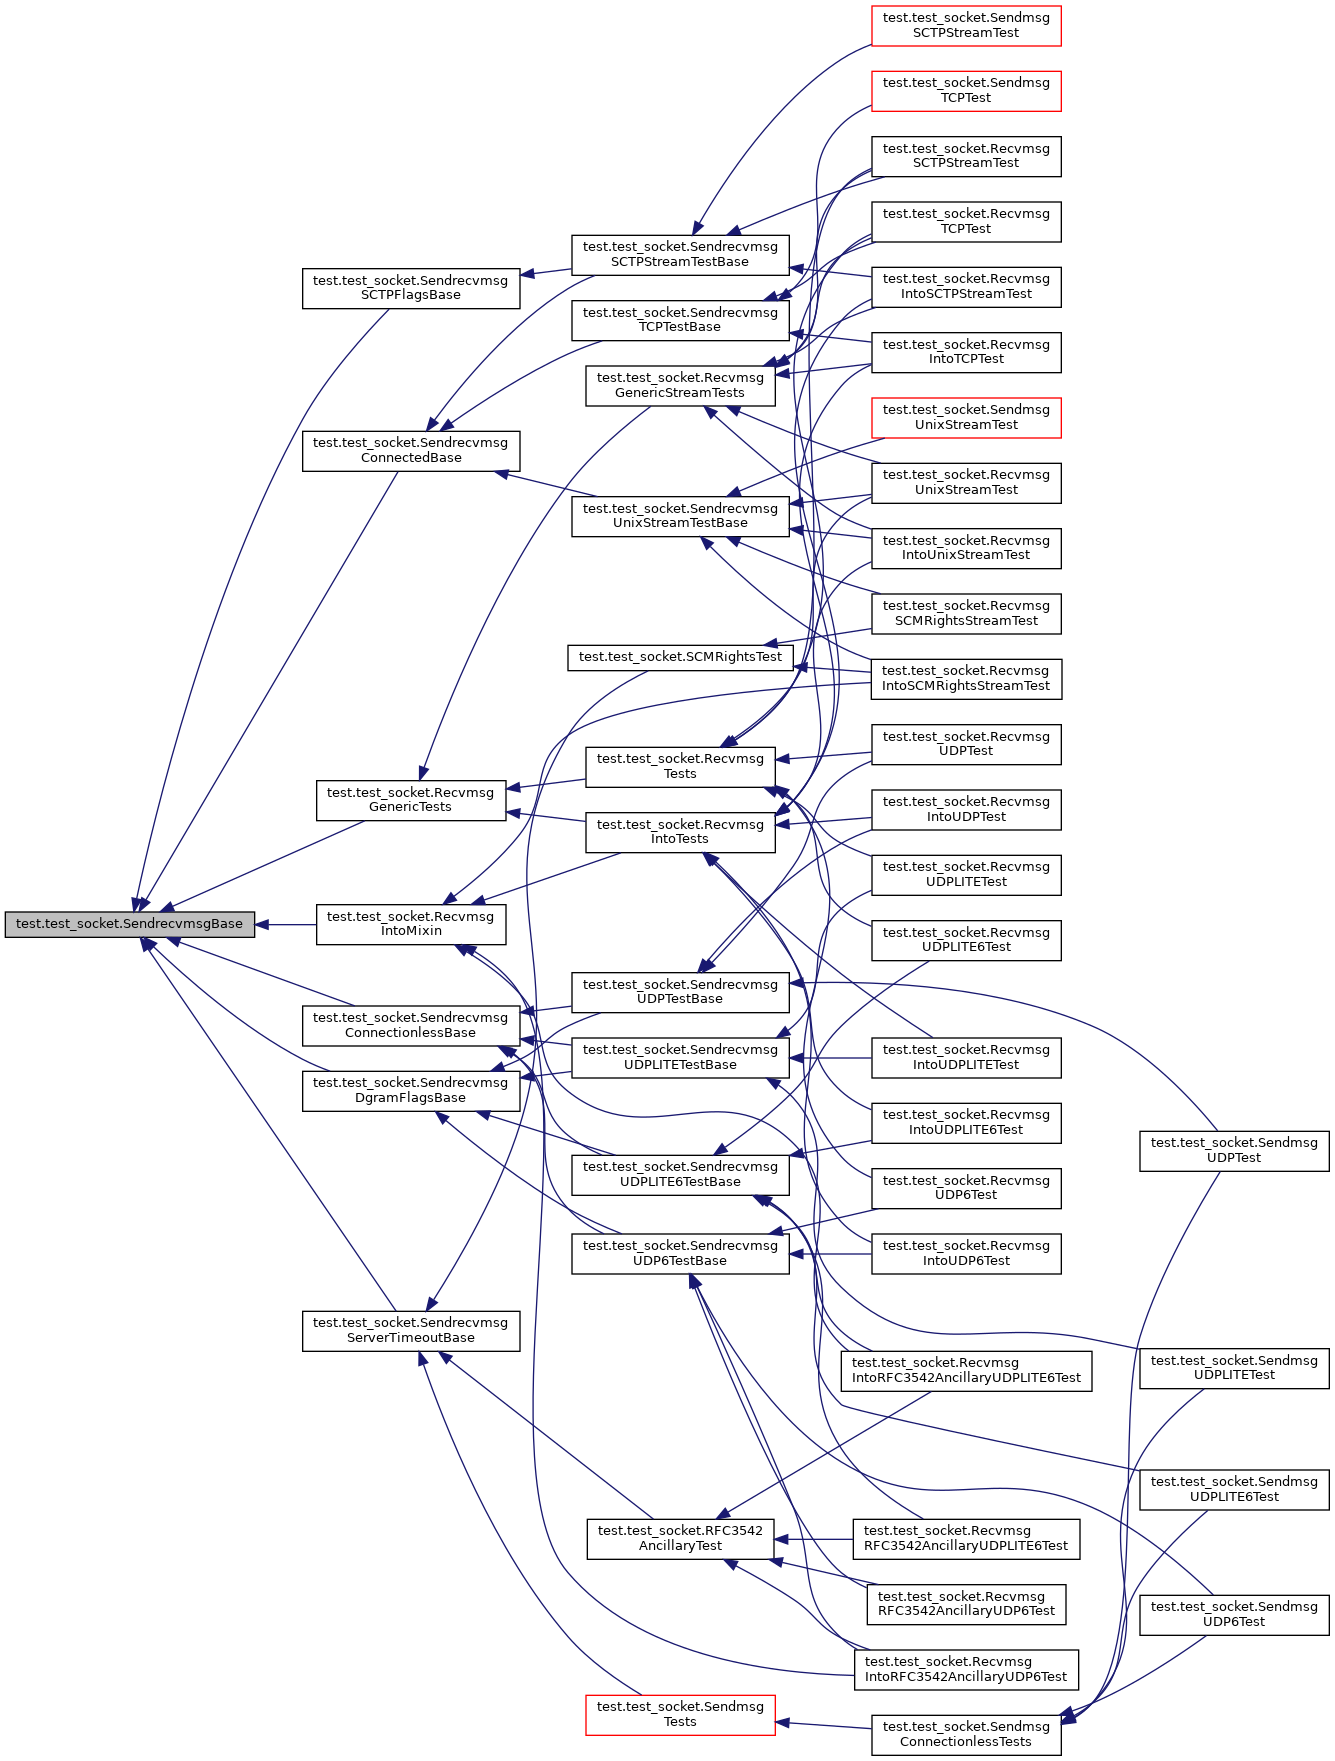 test.test_socket.SendrecvmsgBase
test.test_socket.Sendrecvmsg
SCTPFlagsBase
test.test_socket.Sendrecvmsg
ConnectedBase
test.test_socket.Recvmsg
GenericTests
test.test_socket.Recvmsg
IntoMixin
test.test_socket.Sendrecvmsg
ConnectionlessBase
test.test_socket.Sendrecvmsg
DgramFlagsBase
test.test_socket.Sendrecvmsg
ServerTimeoutBase
test.test_socket.Sendrecvmsg
SCTPStreamTestBase
test.test_socket.Sendrecvmsg
TCPTestBase
test.test_socket.Recvmsg
GenericStreamTests
test.test_socket.Sendrecvmsg
UnixStreamTestBase
test.test_socket.SCMRightsTest
test.test_socket.Recvmsg
Tests
test.test_socket.Recvmsg
IntoTests
test.test_socket.Sendrecvmsg
UDPTestBase
test.test_socket.Sendrecvmsg
UDPLITETestBase
test.test_socket.Sendrecvmsg
UDPLITE6TestBase
test.test_socket.Sendrecvmsg
UDP6TestBase
test.test_socket.RFC3542
AncillaryTest
test.test_socket.Sendmsg
Tests
test.test_socket.Sendmsg
SCTPStreamTest
test.test_socket.Sendmsg
TCPTest
test.test_socket.Recvmsg
SCTPStreamTest
test.test_socket.Recvmsg
TCPTest
test.test_socket.Recvmsg
IntoSCTPStreamTest
test.test_socket.Recvmsg
IntoTCPTest
test.test_socket.Sendmsg
UnixStreamTest
test.test_socket.Recvmsg
UnixStreamTest
test.test_socket.Recvmsg
IntoUnixStreamTest
test.test_socket.Recvmsg
SCMRightsStreamTest
test.test_socket.Recvmsg
IntoSCMRightsStreamTest
test.test_socket.Recvmsg
UDPTest
test.test_socket.Recvmsg
IntoUDPTest
test.test_socket.Recvmsg
UDPLITETest
test.test_socket.Recvmsg
UDPLITE6Test
test.test_socket.Recvmsg
IntoUDPLITETest
test.test_socket.Recvmsg
IntoUDPLITE6Test
test.test_socket.Recvmsg
UDP6Test
test.test_socket.Recvmsg
IntoUDP6Test
test.test_socket.Recvmsg
IntoRFC3542AncillaryUDPLITE6Test
test.test_socket.Recvmsg
RFC3542AncillaryUDPLITE6Test
test.test_socket.Recvmsg
RFC3542AncillaryUDP6Test
test.test_socket.Recvmsg
IntoRFC3542AncillaryUDP6Test
test.test_socket.Sendmsg
ConnectionlessTests
test.test_socket.Sendmsg
UDPTest
test.test_socket.Sendmsg
UDPLITETest
test.test_socket.Sendmsg
UDPLITE6Test
test.test_socket.Sendmsg
UDP6Test